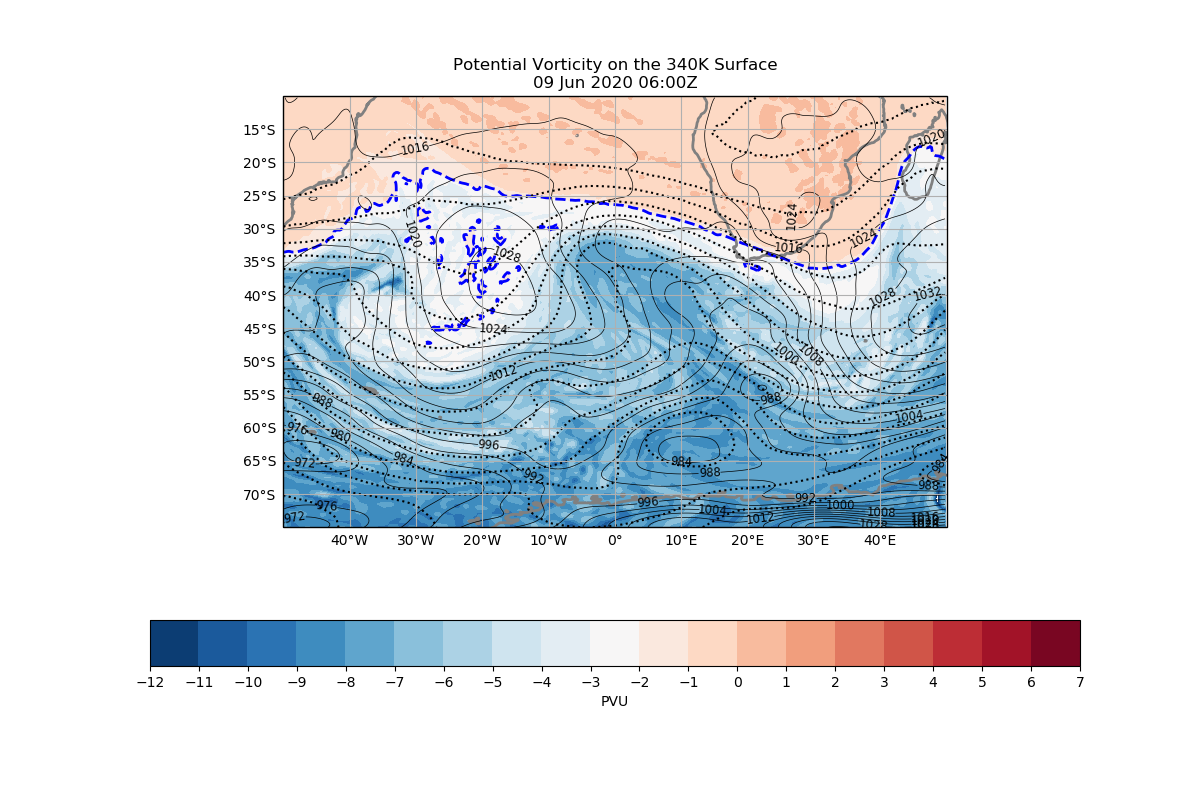 Potential Vorticity on the 340K Surface
09 Jun 2020 06:00Z
15°S
20°S
25°S
30°S
35°S
40°S
45°S
50°S
55°S
60°S
65°S
70°S
1016
1020
1020
1028
1024
1024
1016
1024
1028
1032
1012
1000
1008
988
988
1004
976
980
996
972
984
984
988
992
984
988
976
972
996
1004
1012
992
1000
1008
1028
40°W
30°W
20°W
10°W
0°
10°E
20°E
30°E
40°E
−12
−11
−10
−9
−8
−7
−6
−5
−4
−3
−2
−1
0
1
2
3
4
5
6
7
PVU